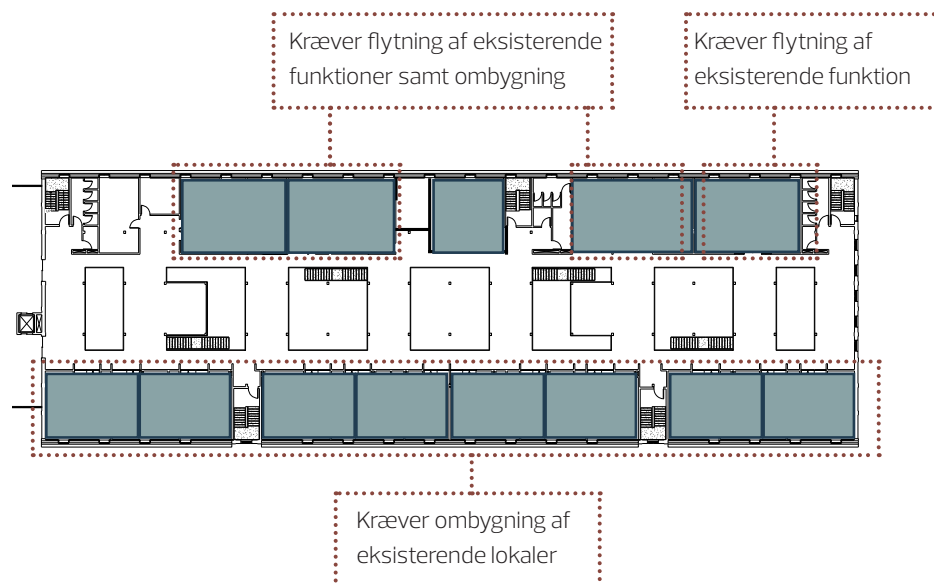 Kræver flytning af eksisterende
funktioner samt ombygning
Kræver flytning af
eksisterende funktion
Kræver ombygning af
eksisterende lokaler